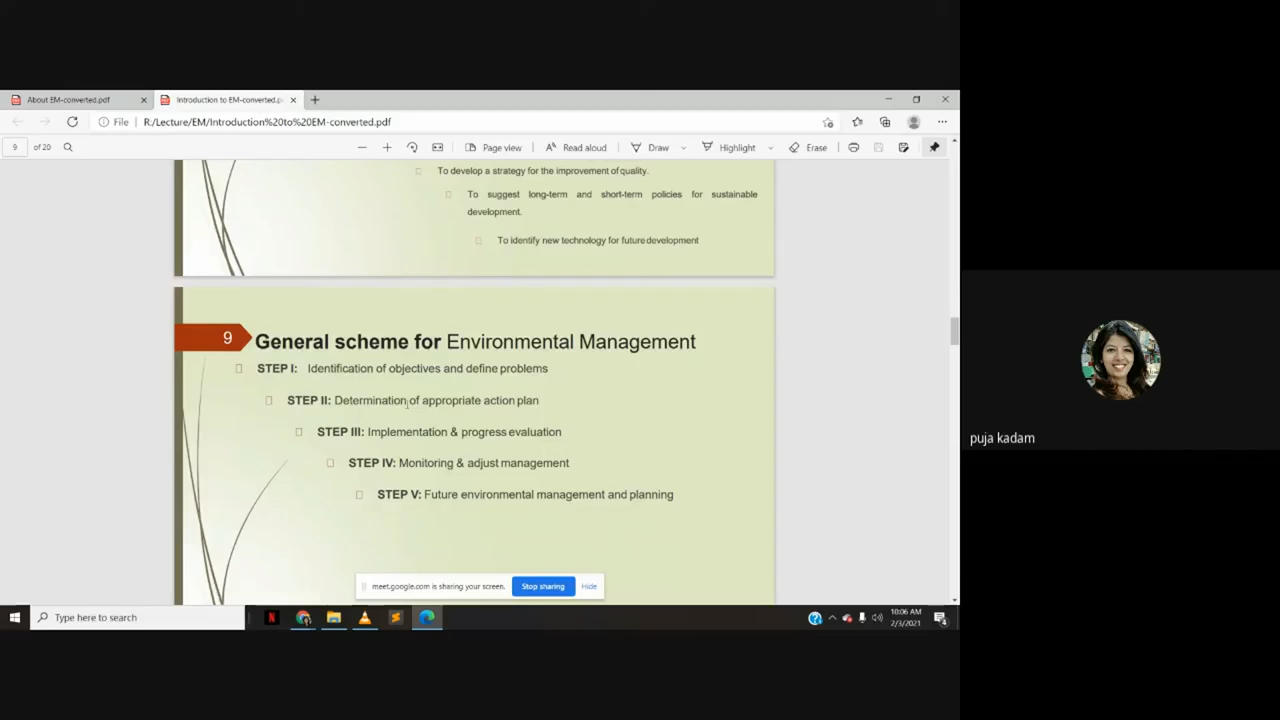 About EM-converted.pdf
Introduction to EM-converted.p
File
R:/Lecture/EM/Introduction%20to%20EM-converted.pdf
9 of 20
Page view
Read aloud
Draw
Highlight
Erase
To develop a strategy for the improvement of quality.
To suggest long-term and short-term policies for sustainable
development.
To identify new technology for future development
9
General scheme for Environmental Management
STEP I: Identification of objectives and define problems
STEP II: Determination of appropriate action plan
STEP III: Implementation & progress evaluation
STEP IV: Monitoring & adjust management
STEP V: Future environmental management and planning
puja kadam
meet.google.com is sharing your screen.
Stop sharing
Hide
Type here to search
10:06 AM
2/3/2021